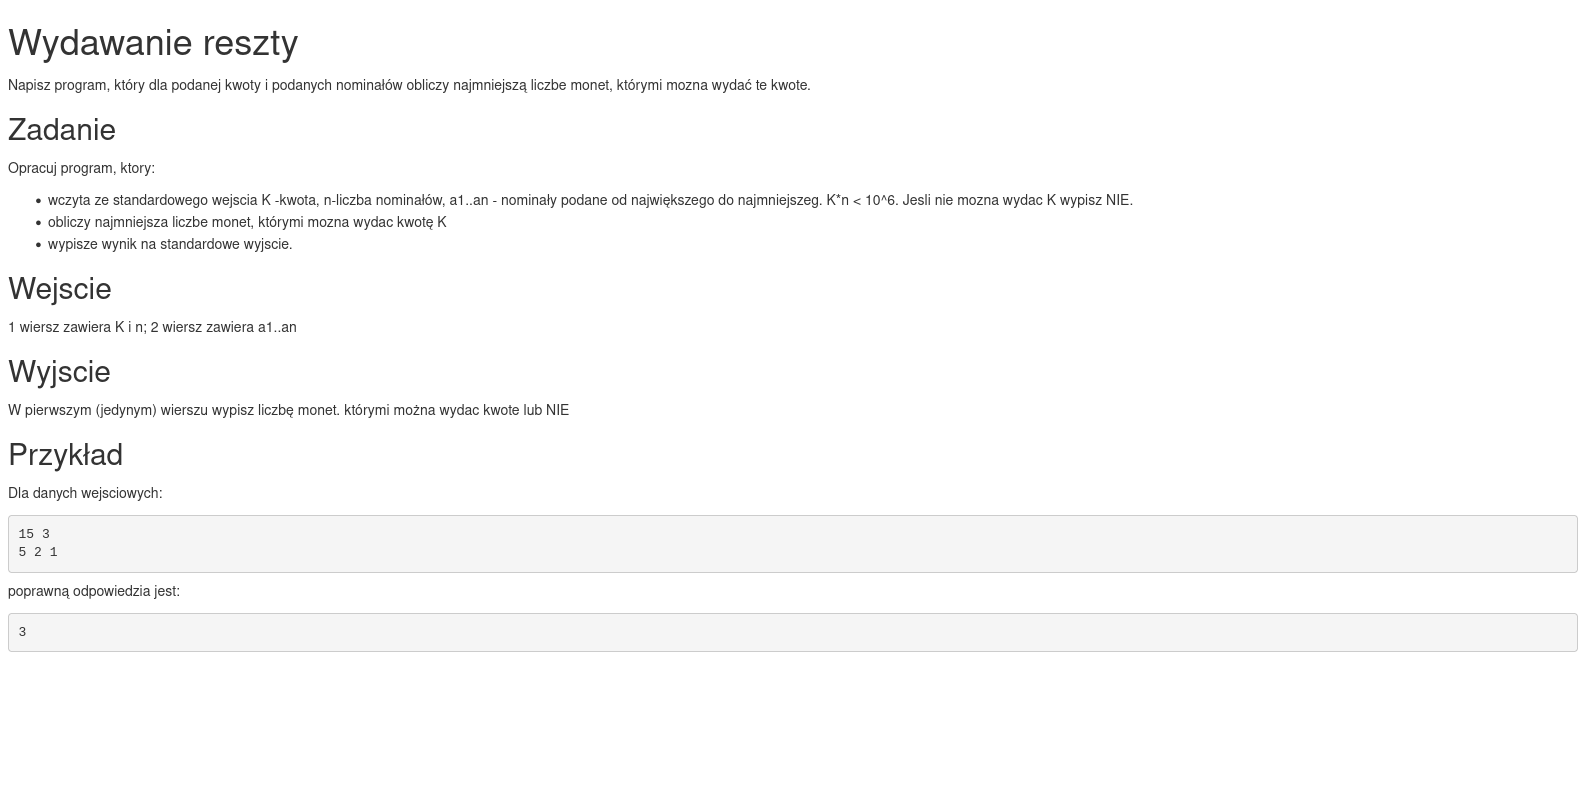 Wydawanie reszty
Napisz program, który dla podanej kwoty i podanych nominałów obliczy najmniejszą liczbe monet, którymi mozna wydać te kwote.
Zadanie
Opracuj program, ktory:
• wczyta ze standardowego wejscia K -kwota, n-liczba nominałów, a1..an - nominały podane od największego do najmniejszeg. K*n < 10^6. Jesli nie mozna wydac K wypisz NIE.
• obliczy najmniejsza liczbe monet, którymi mozna wydac kwotę K
• wypisze wynik na standardowe wyjscie.
Wejscie
1 wiersz zawiera K i n; 2 wiersz zawiera a1..an
Wyjscie
W pierwszym (jedynym) wierszu wypisz liczbę monet. którymi można wydac kwote lub NIE
Przykład
Dla danych wejsciowych:
15 3
5 2 1
poprawną odpowiedzia jest:
3